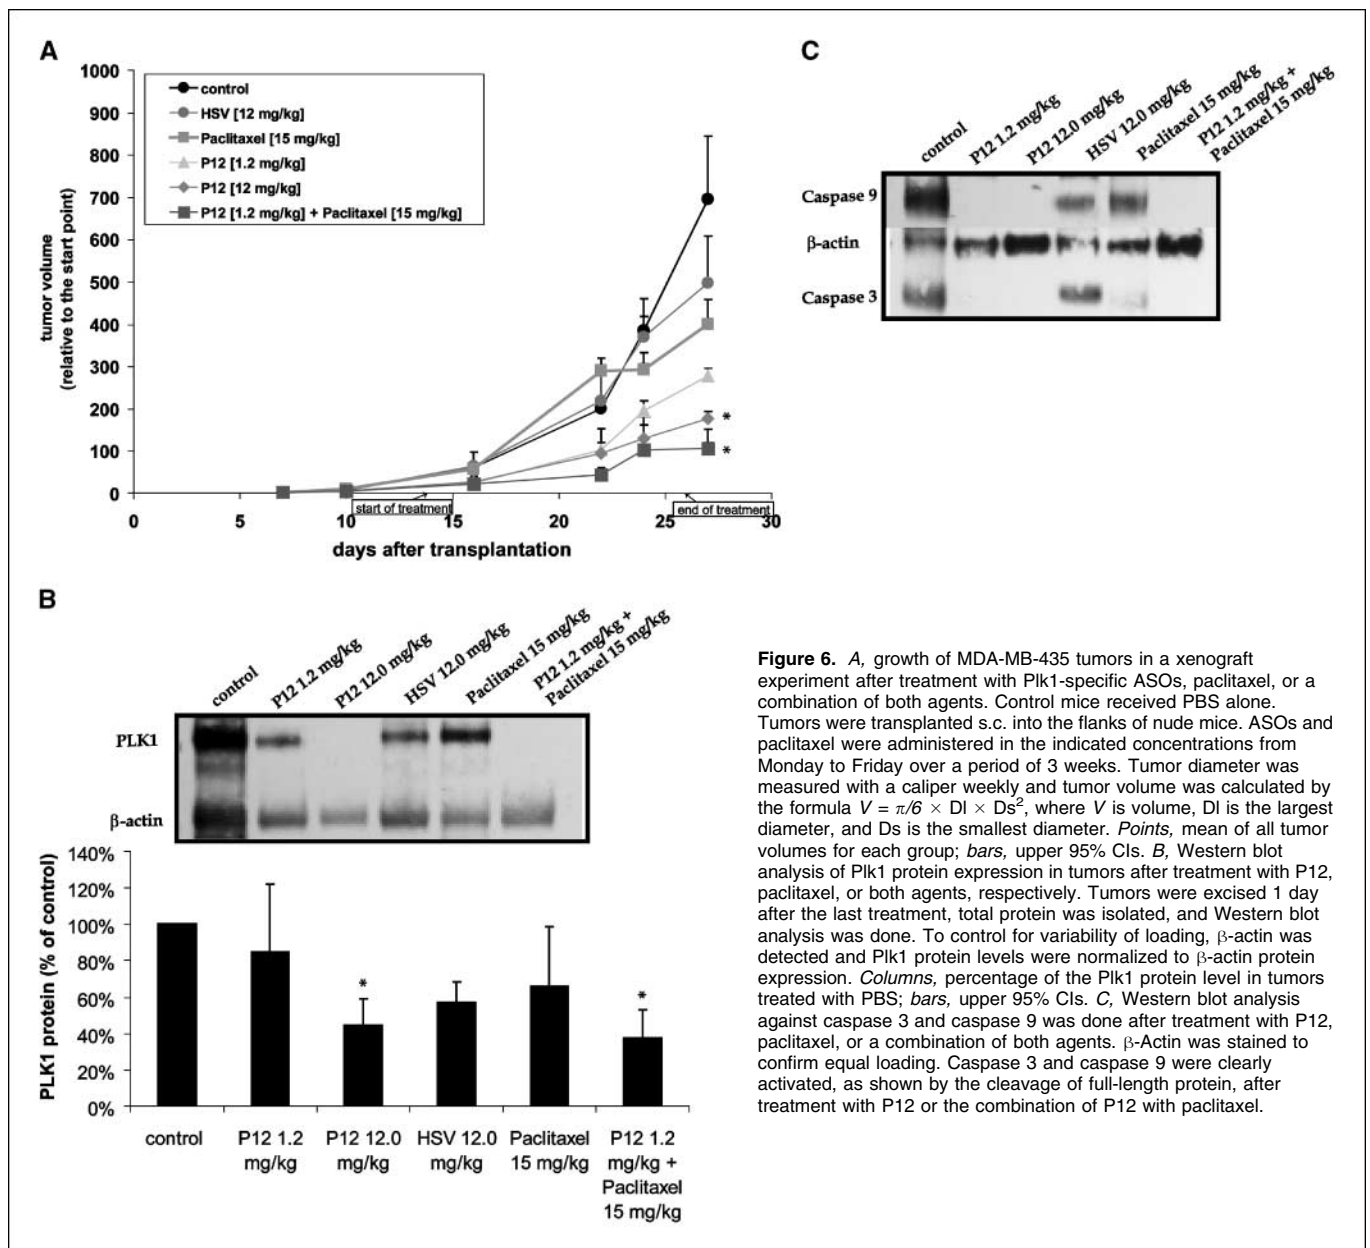 A
1000
900
800
700
600
500
400
300
200
100
0
tumor volume
(relative to the start point)
control
HSV [12 mg/kg]
Paclitaxel [15 mg/kg]
P12 [1.2 mg/kg]
P12 [12 mg/kg]
P12 [1.2 mg/kg] + Paclitaxel [15 mg/kg]
*
*
start of treatment
end of treatment
0 5 10 15 20 25 30
days after transplantation
C
control
P12 1.2 mg/kg
P12 12.0 mg/kg
HSV 12.0 mg/kg
Paclitaxel 15 mg/kg
P12 1.2 mg/kg +
Paclitaxel 15 mg/kg
Caspase 9
β-actin
Caspase 3
B
control
P12 1.2 mg/kg
P12 12.0 mg/kg
HSV 12.0 mg/kg
Paclitaxel 15 mg/kg
P12 1.2 mg/kg +
Paclitaxel 15 mg/kg
PLK1
β-actin
PLK1 protein (% of control)
140%
120%
100%
80%
60%
40%
20%
0%
*
*
control
P12 1.2
mg/kg
P12 12.0
mg/kg
HSV 12.0
mg/kg
Paclitaxel
15 mg/kg
P12 1.2
mg/kg +
Paclitaxel
15 mg/kg
Figure 6. A, growth of MDA-MB-435 tumors in a xenograft
experiment after treatment with Plk1-specific ASOs, paclitaxel, or a
combination of both agents. Control mice received PBS alone.
Tumors were transplanted s.c. into the flanks of nude mice. ASOs and
paclitaxel were administered in the indicated concentrations from
Monday to Friday over a period of 3 weeks. Tumor diameter was
measured with a caliper weekly and tumor volume was calculated by
the formula V = π/6 × Dl × Ds², where V is volume, Dl is the largest
diameter, and Ds is the smallest diameter. Points, mean of all tumor
volumes for each group; bars, upper 95% CIs. B, Western blot
analysis of Plk1 protein expression in tumors after treatment with P12,
paclitaxel, or both agents, respectively. Tumors were excised 1 day
after the last treatment, total protein was isolated, and Western blot
analysis was done. To control for variability of loading, β-actin was
detected and Plk1 protein levels were normalized to β-actin protein
expression. Columns, percentage of the Plk1 protein level in tumors
treated with PBS; bars, upper 95% CIs. C, Western blot analysis
against caspase 3 and caspase 9 was done after treatment with P12,
paclitaxel, or a combination of both agents. β-Actin was stained to
confirm equal loading. Caspase 3 and caspase 9 were clearly
activated, as shown by the cleavage of full-length protein, after
treatment with P12 or the combination of P12 with paclitaxel.